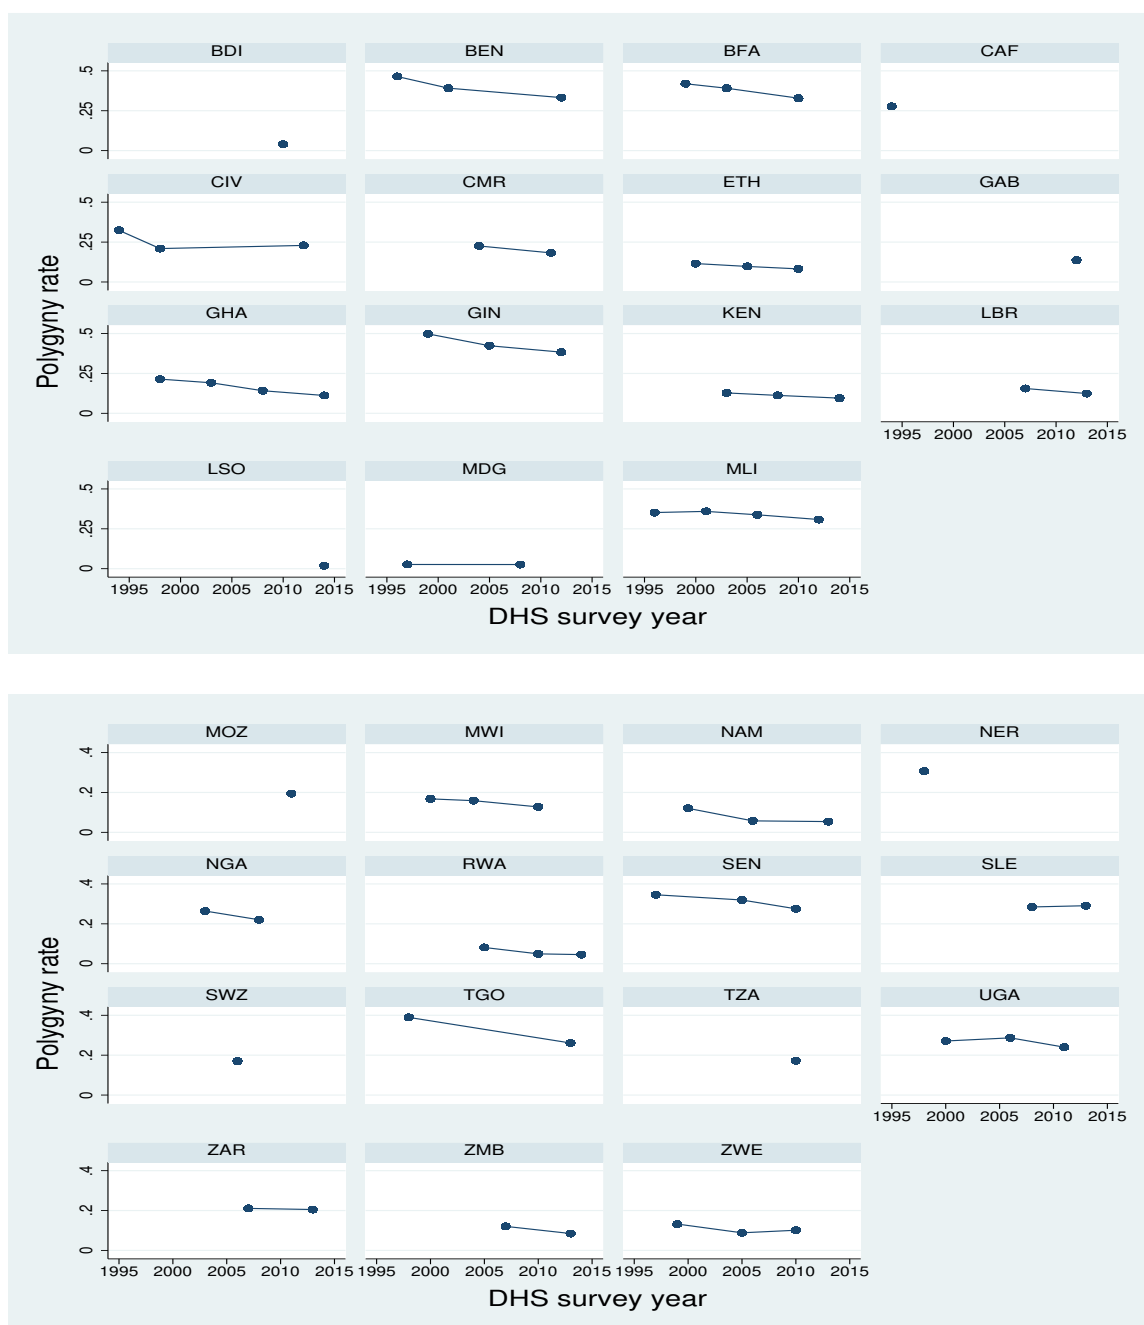 BDI BEN BFA CAF
.5
.25
0
CIV CMR ETH GAB
.5
.25
0
GHA GIN KEN LBR
.5
.25
0
1995 2000 2005 2010 2015
LSO MDG MLI
.5
.25
0
1995 2000 2005 2010 2015 1995 2000 2005 2010 2015 1995 2000 2005 2010 2015
Polygyny rate
DHS survey year
MOZ MWI NAM NER
.4
.2
0
NGA RWA SEN SLE
.4
.2
0
SWZ TGO TZA UGA
.4
.2
0
1995 2000 2005 2010 2015
ZAR ZMB ZWE
.4
.2
0
1995 2000 2005 2010 2015 1995 2000 2005 2010 2015 1995 2000 2005 2010 2015
Polygyny rate
DHS survey year